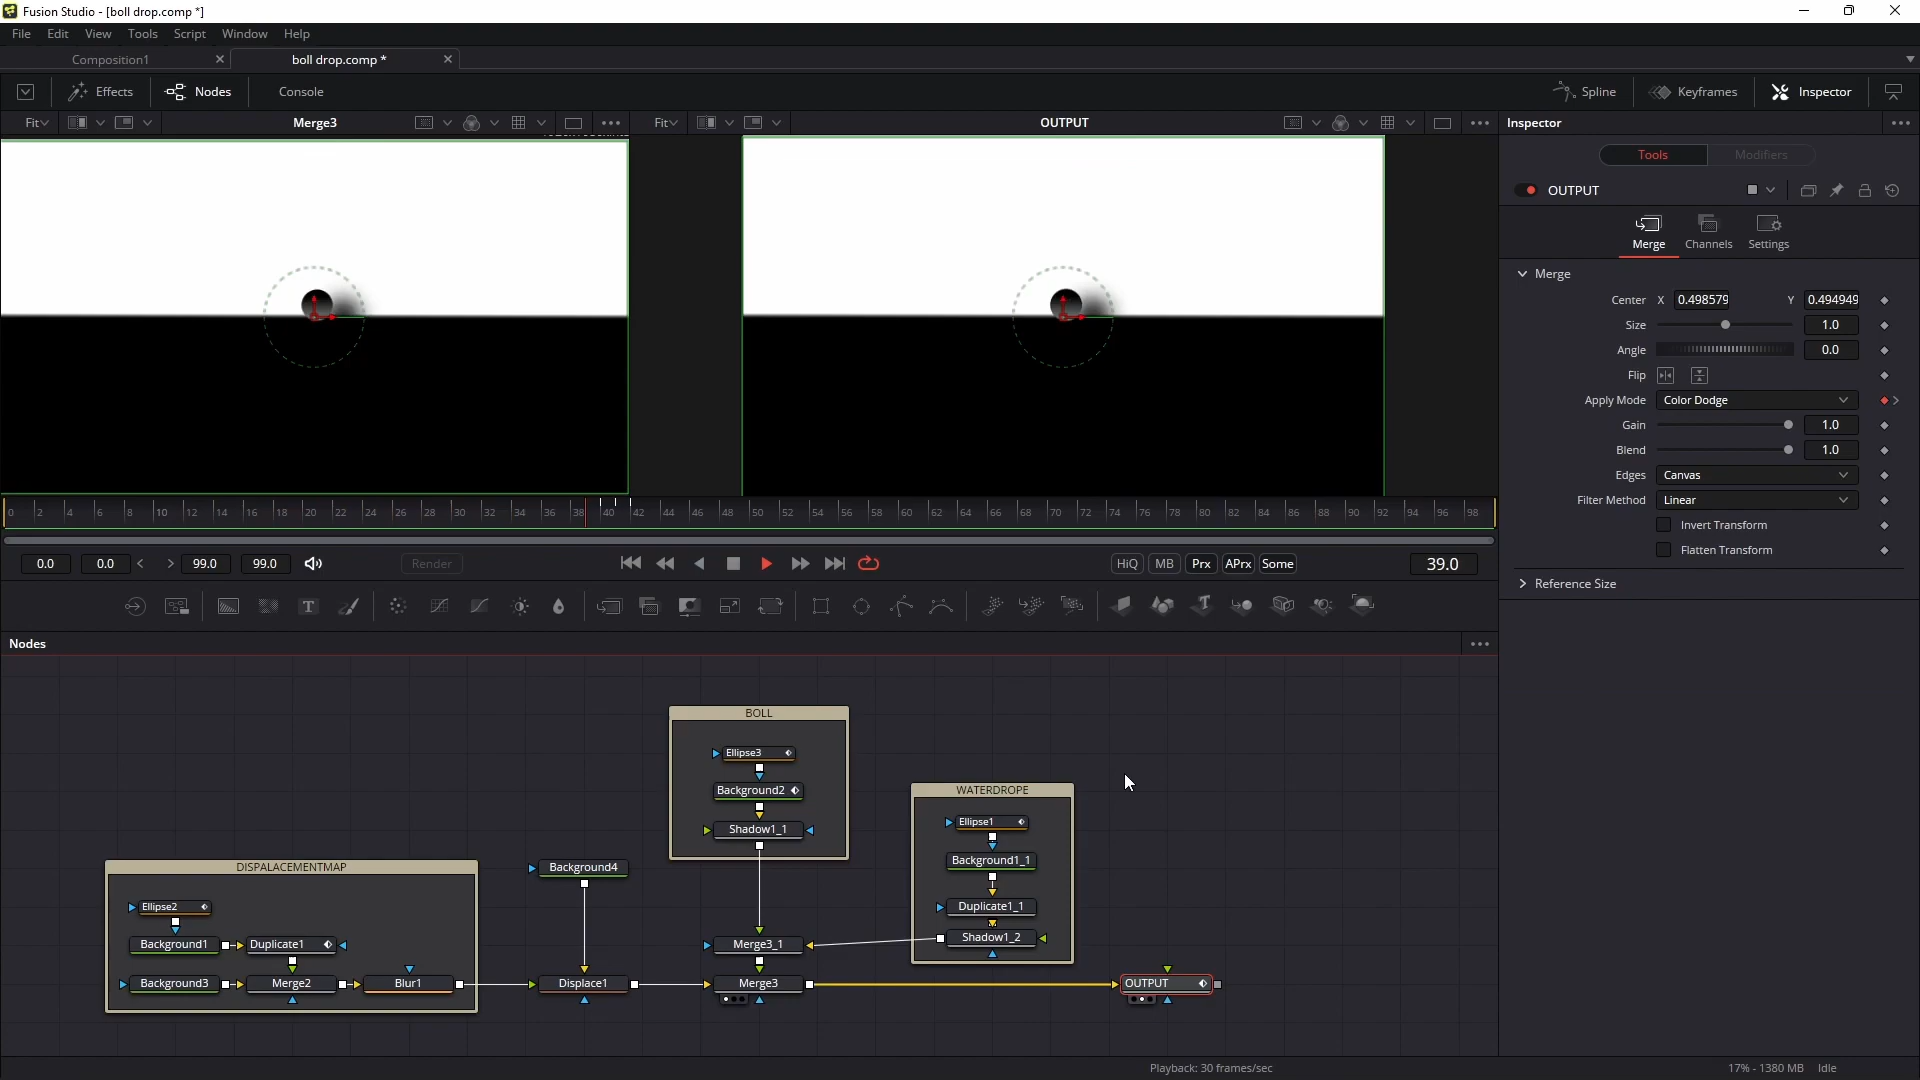 Fusion Studio - [boll drop.comp *]
File Edit View Tools Script Window Help
Composition1 boll drop.comp *
Effects Nodes Console Spline Keyframes Inspector
Fit Merge3 Fit OUTPUT Inspector
Tools Modifiers
OUTPUT
Merge Channels Settings
Merge
Center X 0.498579 Y 0.494949
Size 1.0
Angle 0.0
Flip
Apply Mode Color Dodge
Gain 1.0
Blend 1.0
Edges Canvas
Filter Method Linear
Invert Transform
Flatten Transform
Reference Size
0 2 4 6 8 10 12 14 16 18 20 22 24 26 28 30 32 34 36 38 40 42 44 46 48 50 52 54 56 58 60 62 64 66 68 70 72 74 76 78 80 82 84 86 88 90 92 94 96 98
0.0 0.0 < > 99.0 99.0 Render HiQ MB Prx APrx Some 39.0
Nodes
BOLL
Ellipse3
Background2
Shadow1_1
WATERDROPE
Ellipse1
Background1_1
Duplicate1_1
Shadow1_2
DISPALACEMENTMAP
Ellipse2
Background1 Duplicate1
Background3 Merge2 Blur1
Background4
Displace1
Merge3_1
Merge3
OUTPUT
Playback: 30 frames/sec 17% - 1380 MB Idle